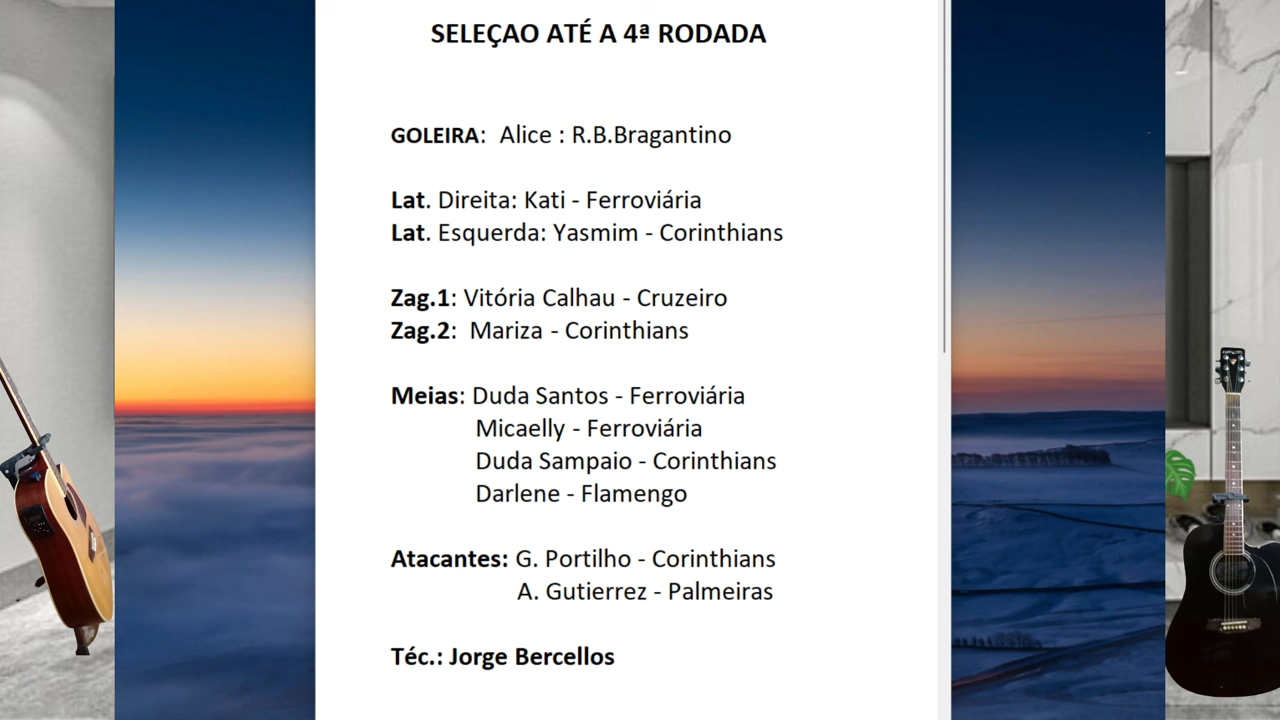 SELEÇAO ATÉ A 4ª RODADA
GOLEIRA: Alice : R.B.Bragantino
Lat. Direita: Kati - Ferroviária
Lat. Esquerda: Yasmim - Corinthians
Zag.1: Vitória Calhau - Cruzeiro
Zag.2: Mariza - Corinthians
Meias: Duda Santos - Ferroviária
Micaelly - Ferroviária
Duda Sampaio - Corinthians
Darlene - Flamengo
Atacantes: G. Portilho - Corinthians
A. Gutierrez - Palmeiras
Téc.: Jorge Bercellos